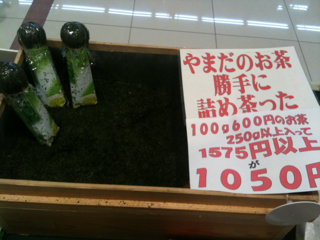 やまだのお茶
勝手に
詰め茶った
100g600円のお茶
250g以上入って
1575円以上
が
1050円